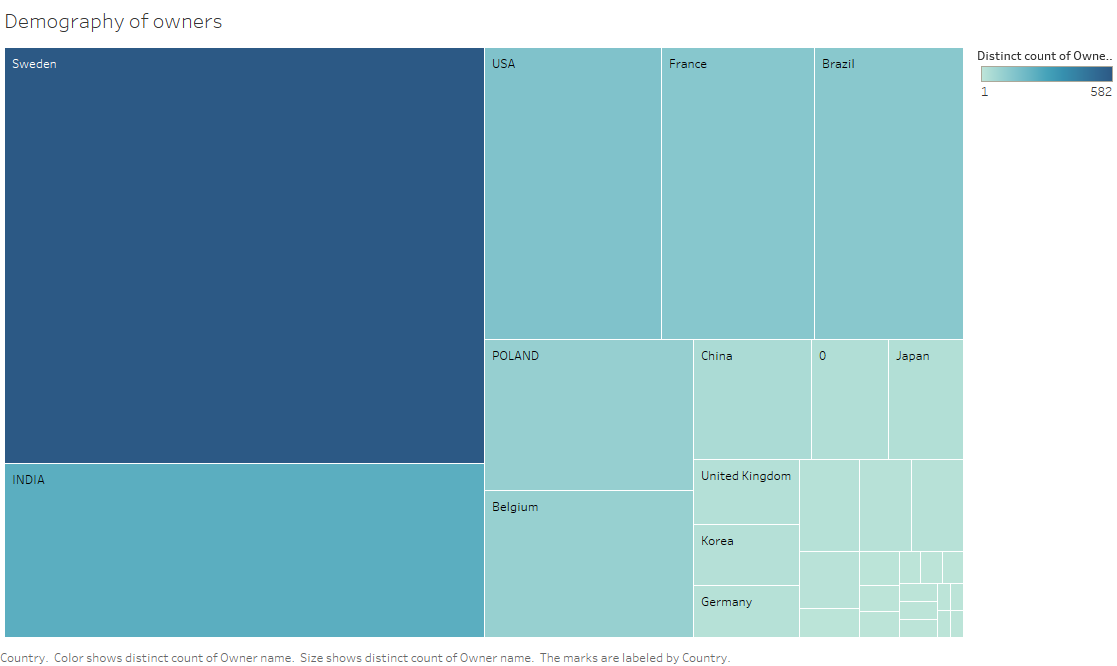 Demography of owners
Sweden
USA
France
Brazil
Distinct count of Owne..
1
582
POLAND
China
0
Japan
INDIA
United Kingdom
Belgium
Korea
Germany
Country.  Color shows distinct count of Owner name.  Size shows distinct count of Owner name.  The marks are labeled by Country.